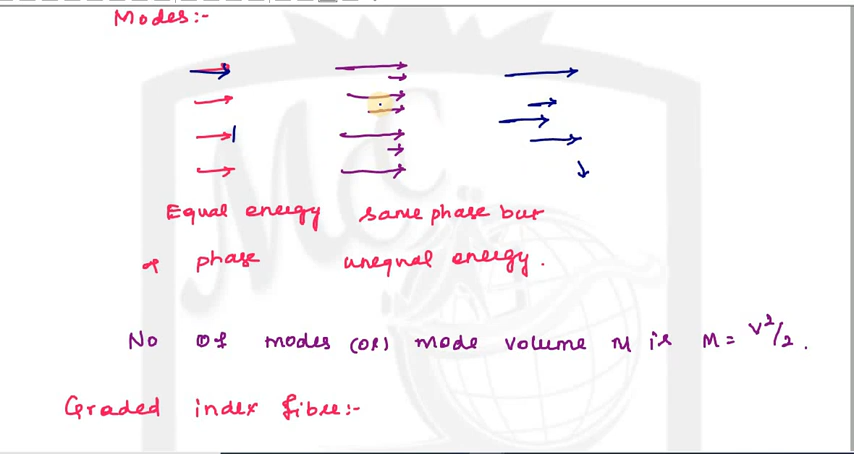 Modes:-
Equal energy same phase but
& phase unequal energy.
No of modes (or) mode volume M is M = V²/2.
Graded index fibre:-